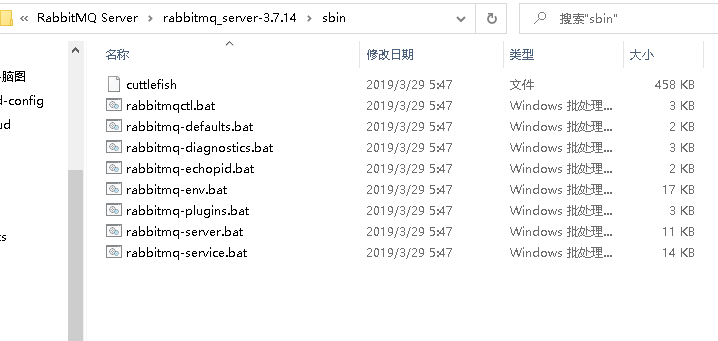 « RabbitMQ Server › rabbitmq_server-3.7.14 › sbin 搜索"sbin"
名称 修改日期 类型 大小
脑图
d-config
ud
ts
cuttlefish 2019/3/29 5:47 文件 458 KB
rabbitmqctl.bat 2019/3/29 5:47 Windows 批处理... 3 KB
rabbitmq-defaults.bat 2019/3/29 5:47 Windows 批处理... 2 KB
rabbitmq-diagnostics.bat 2019/3/29 5:47 Windows 批处理... 3 KB
rabbitmq-echopid.bat 2019/3/29 5:47 Windows 批处理... 2 KB
rabbitmq-env.bat 2019/3/29 5:47 Windows 批处理... 17 KB
rabbitmq-plugins.bat 2019/3/29 5:47 Windows 批处理... 3 KB
rabbitmq-server.bat 2019/3/29 5:47 Windows 批处理... 11 KB
rabbitmq-service.bat 2019/3/29 5:47 Windows 批处理... 14 KB